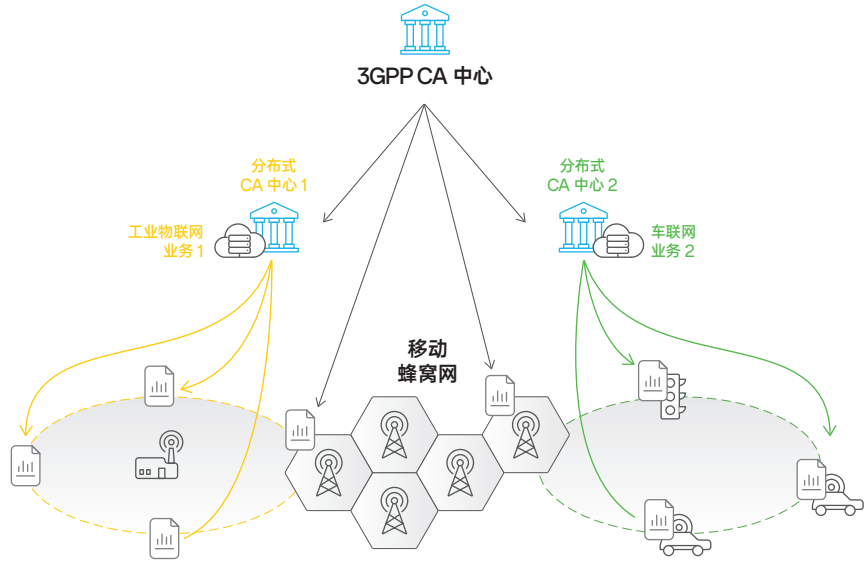 3GPP CA 中心
分布式
CA 中心 1
分布式
CA 中心 2
工业物联网
业务 1
车联网
业务 2
移动
蜂窝网